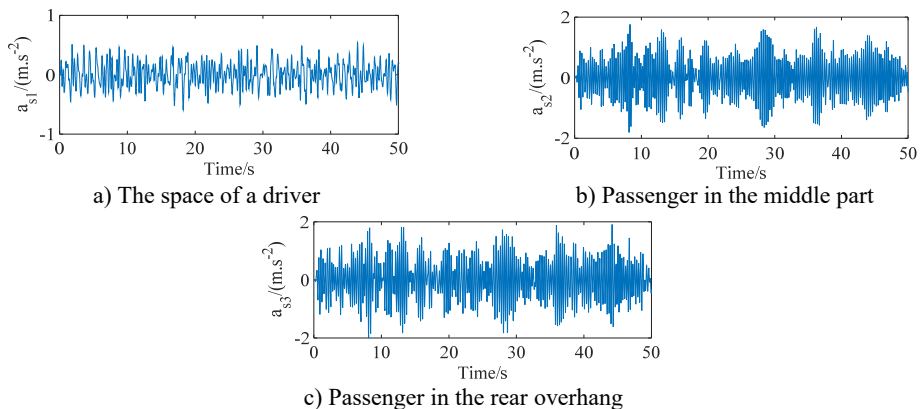 1
0
-1
a_s1/(m.s^-2)
0 10 20 30 40 50
Time/s
a) The space of a driver
2
0
-2
a_s2/(m.s^-2)
0 10 20 30 40 50
Time/s
b) Passenger in the middle part
2
0
-2
a_s3/(m.s^-2)
0 10 20 30 40 50
Time/s
c) Passenger in the rear overhang